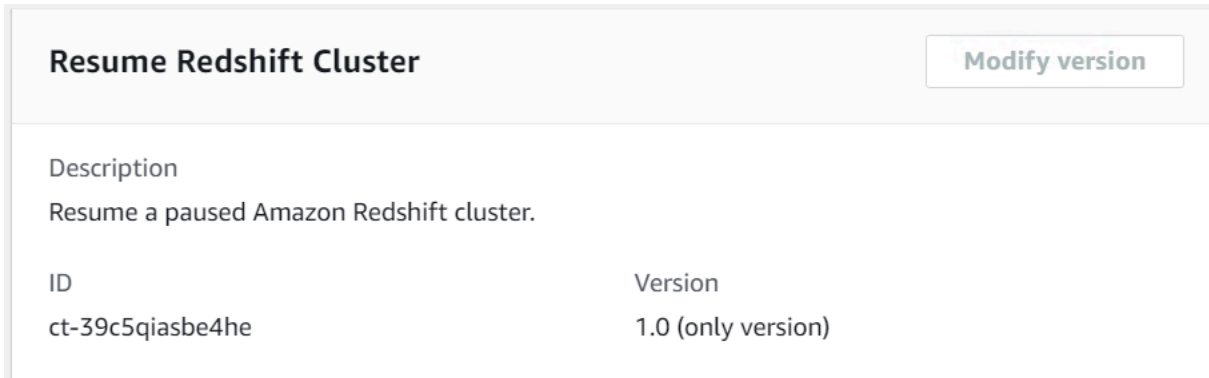 Resume Redshift Cluster
Modify version
Description
Resume a paused Amazon Redshift cluster.
ID
Version
ct-39c5qiasbe4he
1.0 (only version)